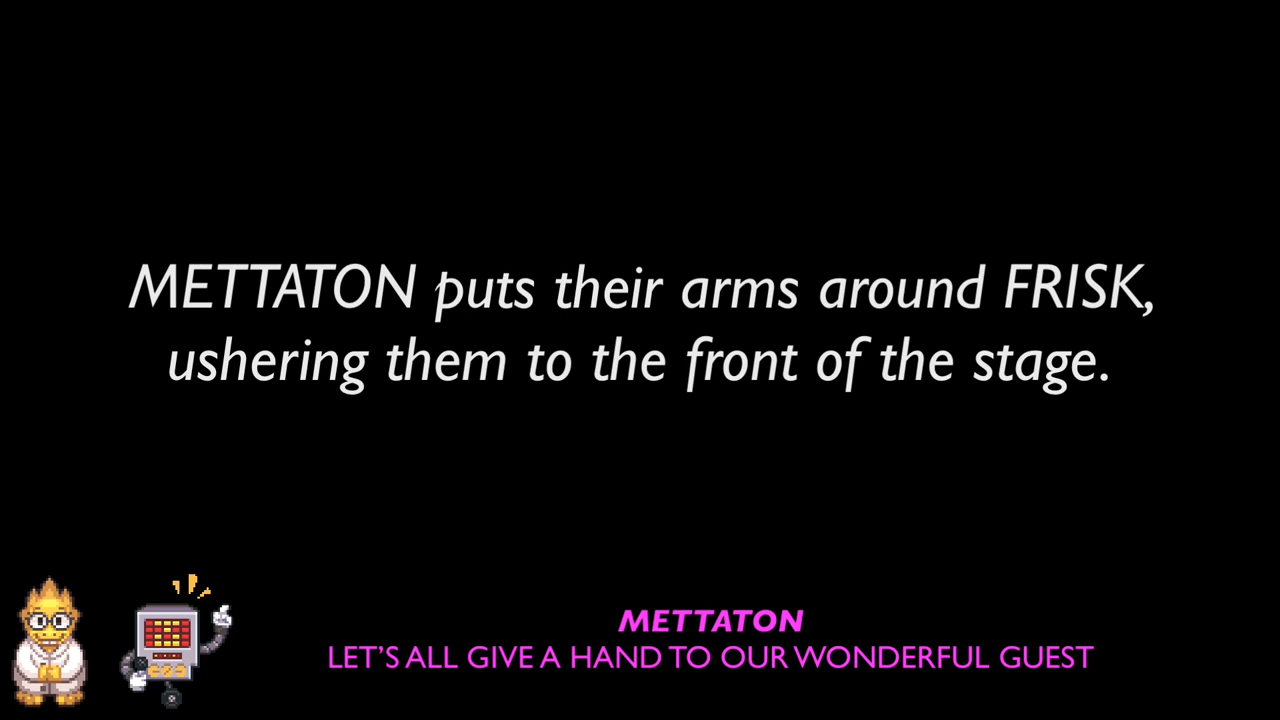 METTATON puts their arms around FRISK,
ushering them to the front of the stage.
METTATON
LET’S ALL GIVE A HAND TO OUR WONDERFUL GUEST